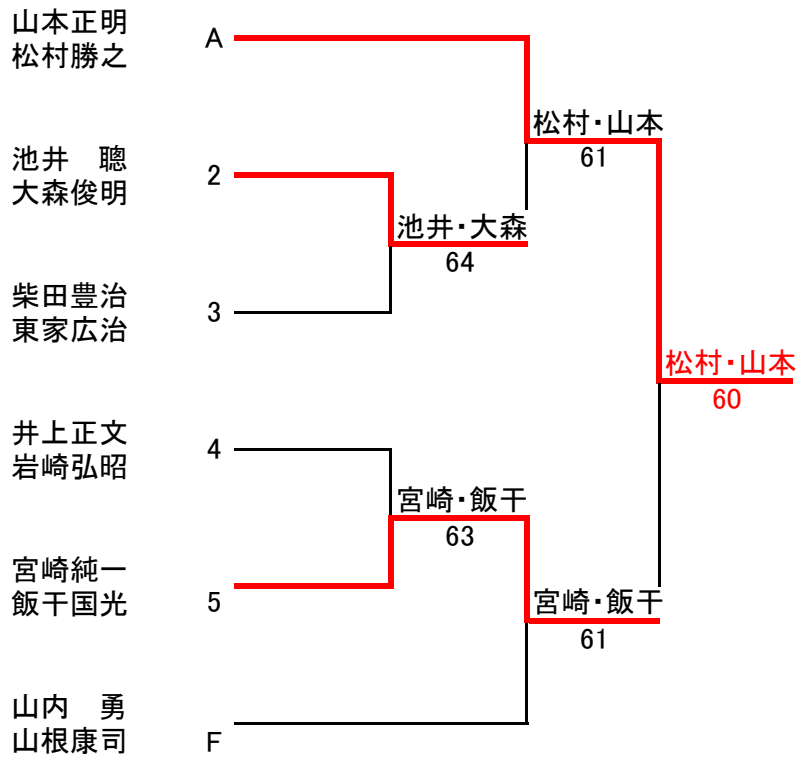 山本正明
松村勝之
A
松村・山本
61
池井　聰
大森俊明
2
池井・大森
64
柴田豊治
東家広治
3
松村・山本
60
井上正文
岩崎弘昭
4
宮崎・飯干
63
宮崎純一
飯干国光
5
宮崎・飯干
61
山内　勇
山根康司
F